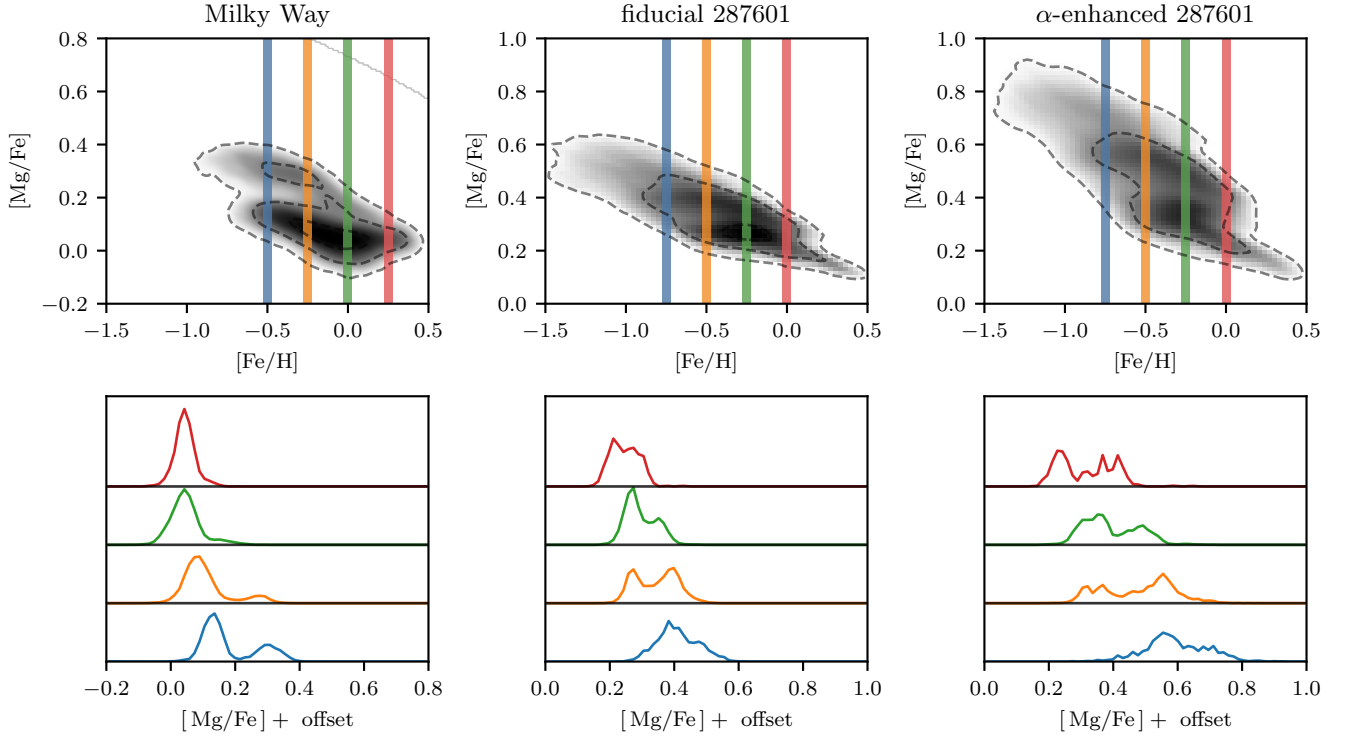 Milky Way
fiducial 287601
α-enhanced 287601
0.8
0.6
0.4
0.2
0.0
−0.2
[Mg/Fe]
−1.5 −1.0 −0.5 0.0 0.5
[Fe/H]
1.0
0.8
0.6
0.4
0.2
0.0
[Mg/Fe]
−1.5 −1.0 −0.5 0.0 0.5
[Fe/H]
1.0
0.8
0.6
0.4
0.2
0.0
[Mg/Fe]
−1.5 −1.0 −0.5 0.0 0.5
[Fe/H]
−0.2 0.0 0.2 0.4 0.6 0.8
[Mg/Fe] + offset
0.0 0.2 0.4 0.6 0.8 1.0
[Mg/Fe] + offset
0.0 0.2 0.4 0.6 0.8 1.0
[Mg/Fe] + offset